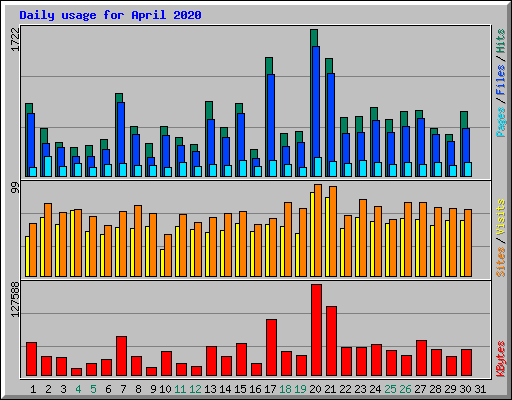 Daily usage for April 2020
1722
Pages / Files / Hits
99
Sites / Visits
127588
KBytes
1 2 3 4 5 6 7 8 9 10 11 12 13 14 15 16 17 18 19 20 21 22 23 24 25 26 27 28 29 30 31